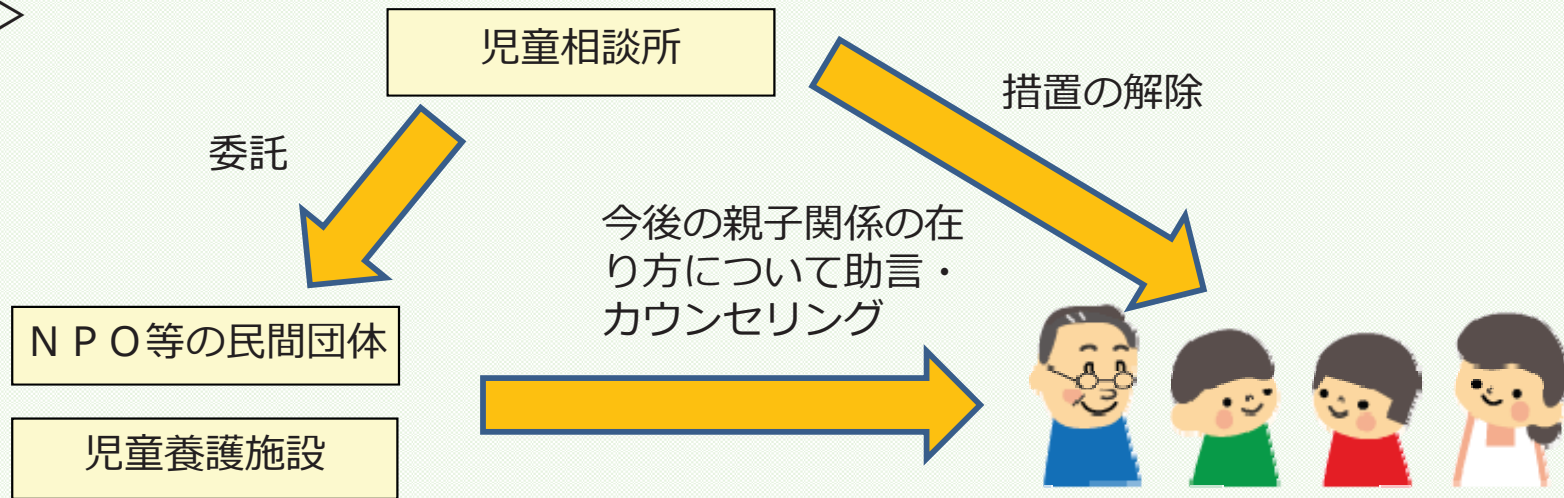 児童相談所
措置の解除
委託
今後の親子関係の在
り方について助言・
カウンセリング
ＮＰＯ等の民間団体
児童養護施設